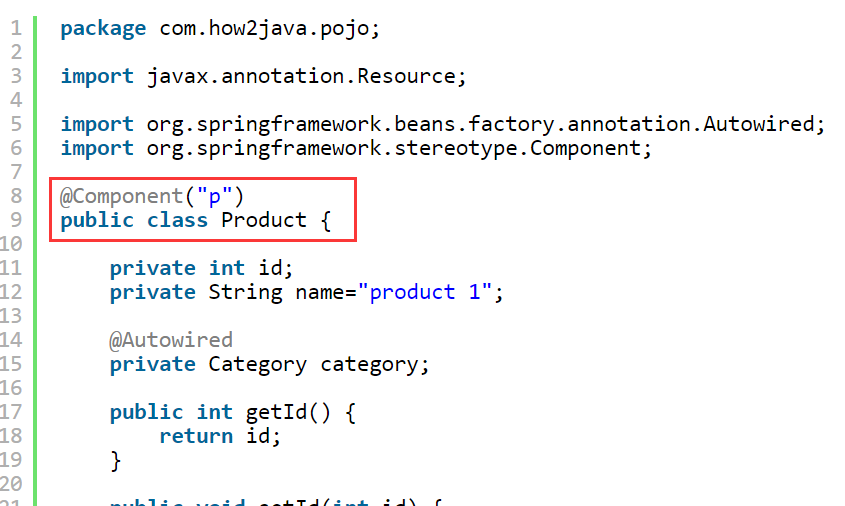 1 package com.how2java.pojo;
2
3 import javax.annotation.Resource;
4
5 import org.springframework.beans.factory.annotation.Autowired;
6 import org.springframework.stereotype.Component;
7
8 @Component("p")
9 public class Product {
10
11     private int id;
12     private String name="product 1";
13
14     @Autowired
15     private Category category;
16
17     public int getId() {
18         return id;
19     }
20
21     public void setId(int id) {